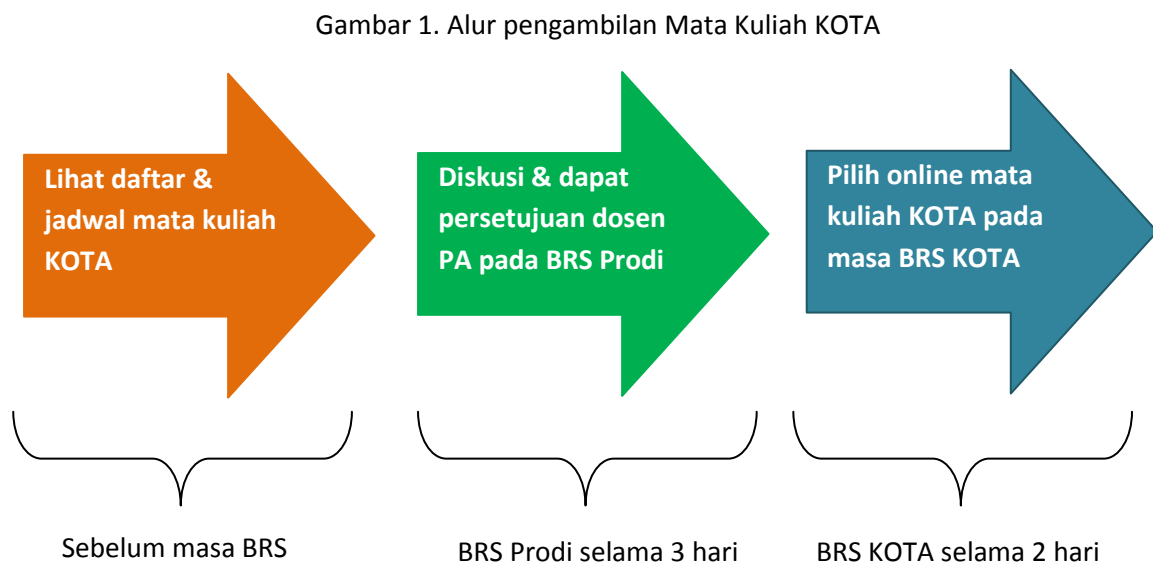 Gambar 1. Alur pengambilan Mata Kuliah KOTA
Lihat daftar &
jadwal mata kuliah
KOTA
Diskusi & dapat
persetujuan dosen
PA pada BRS Prodi
Pilih online mata
kuliah KOTA pada
masa BRS KOTA
Sebelum masa BRS
BRS Prodi selama 3 hari
BRS KOTA selama 2 hari